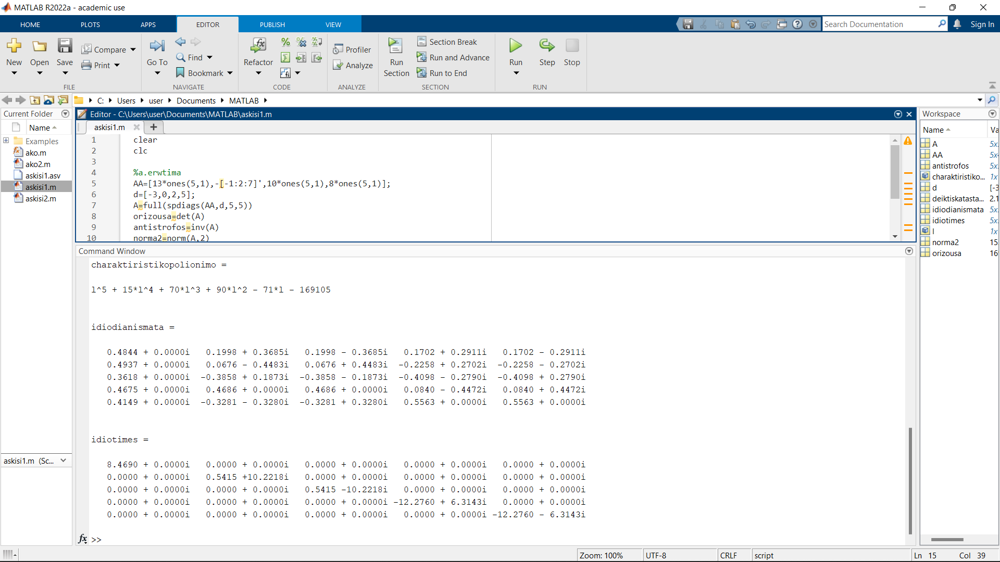 MATLAB R2022a - academic use
HOME PLOTS APPS EDITOR PUBLISH VIEW
Search Documentation
Sign In
New Open Save Compare Print
FILE
Go To Find Bookmark
NAVIGATE
Refactor
CODE
Profiler Analyze
ANALYZE
Run Section Section Break Run and Advance Run to End
SECTION
Run Step Stop
RUN
C: Users user Documents MATLAB
Current Folder
Name
Examples
ako.m
ako2.m
askisi1.asv
askisi1.m
askisi2.m
askisi1.m (Sc...
Editor - C:\Users\user\Documents\MATLAB\askisi1.m
askisi1.m
1 clear
2 clc
3
4 %a.erwtima
5 AA=[13*ones(5,1),-[-1:2:7]',10*ones(5,1),8*ones(5,1)];
6 d=[-3,0,2,5];
7 A=full(spdiags(AA,d,5,5))
8 orizousa=det(A)
9 antistrofos=inv(A)
10 norma2=norm(A,2)
Command Window
charaktiristikopolionimo =
l^5 + 15*l^4 + 70*l^3 + 90*l^2 - 71*l - 169105
idiodianismata =
0.4844 + 0.0000i 0.1998 + 0.3685i 0.1998 - 0.3685i 0.1702 + 0.2911i 0.1702 - 0.2911i
0.4937 + 0.0000i 0.0676 - 0.4483i 0.0676 + 0.4483i -0.2258 + 0.2702i -0.2258 - 0.2702i
0.3618 + 0.0000i -0.3858 + 0.1873i -0.3858 - 0.1873i -0.4098 - 0.2790i -0.4098 + 0.2790i
0.4675 + 0.0000i 0.4686 + 0.0000i 0.4686 + 0.0000i 0.0840 - 0.4472i 0.0840 + 0.4472i
0.4149 + 0.0000i -0.3281 - 0.3280i -0.3281 + 0.3280i 0.5563 + 0.0000i 0.5563 + 0.0000i
idiotimes =
8.4690 + 0.0000i 0.0000 + 0.0000i 0.0000 + 0.0000i 0.0000 + 0.0000i 0.0000 + 0.0000i
0.0000 + 0.0000i 0.5415 +10.2218i 0.0000 + 0.0000i 0.0000 + 0.0000i 0.0000 + 0.0000i
0.0000 + 0.0000i 0.0000 + 0.0000i 0.5415 -10.2218i 0.0000 + 0.0000i 0.0000 + 0.0000i
0.0000 + 0.0000i 0.0000 + 0.0000i 0.0000 + 0.0000i -12.2760 + 6.3143i 0.0000 + 0.0000i
0.0000 + 0.0000i 0.0000 + 0.0000i 0.0000 + 0.0000i 0.0000 + 0.0000i -12.2760 - 6.3143i
fx >>
Workspace
Name Va
A 5x
AA 5x
antistrofos 5x
charaktiristiko... 1x
d [-3
deiktiskatasta... 2.1
idiodianismata 5x
idiotimes 5x
l 1x
norma2 15
orizousa 16
Zoom: 100% UTF-8 CRLF script Ln 15 Col 39